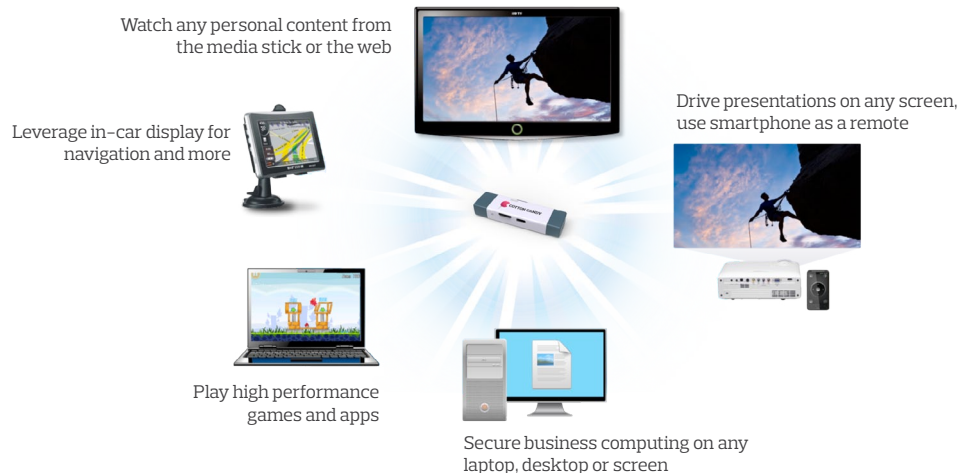 Watch any personal content from
the media stick or the web
Leverage in-car display for
navigation and more
Drive presentations on any screen,
use smartphone as a remote
COTTON CANDY
Play high performance
games and apps
Secure business computing on any
laptop, desktop or screen